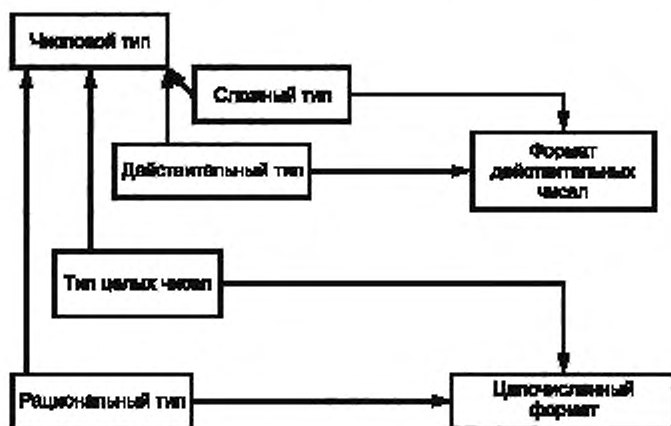 Числовой тип
Сложный тип
Действительный тип
Формат
действительных
чисел
Тип целых чисел
Рациональный тип
Целочисленный
формат